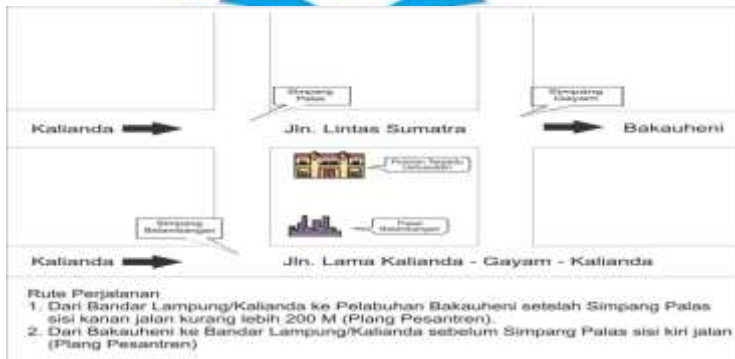 Simpang
Palas
Simpang
Gayam
Kalianda
Jln. Lintas Sumatra
Bakauheni
Simpang
Belambangan
Kalianda
Jln. Lama Kalianda - Gayam - Kalianda
Rute Perjalanan
1. Dari Bandar Lampung/Kalianda ke Pelabuhan Bakauheni setelah Simpang Palas
sisi kanan jalan kurang lebih 200 M (Plang Pesantren).
2. Dari Bakauheni ke Bandar Lampung/Kalianda sebelum Simpang Palas sisi kiri jalan
(Plang Pesantren)